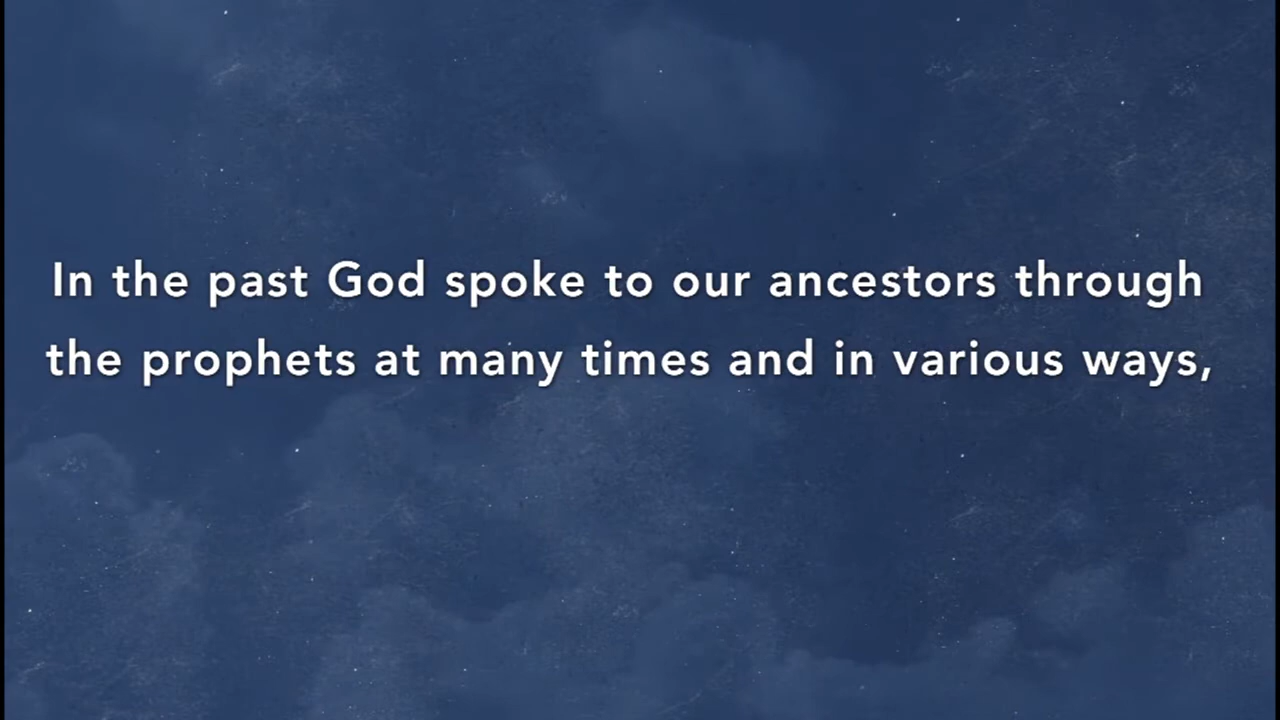 In the past God spoke to our ancestors through
the prophets at many times and in various ways,